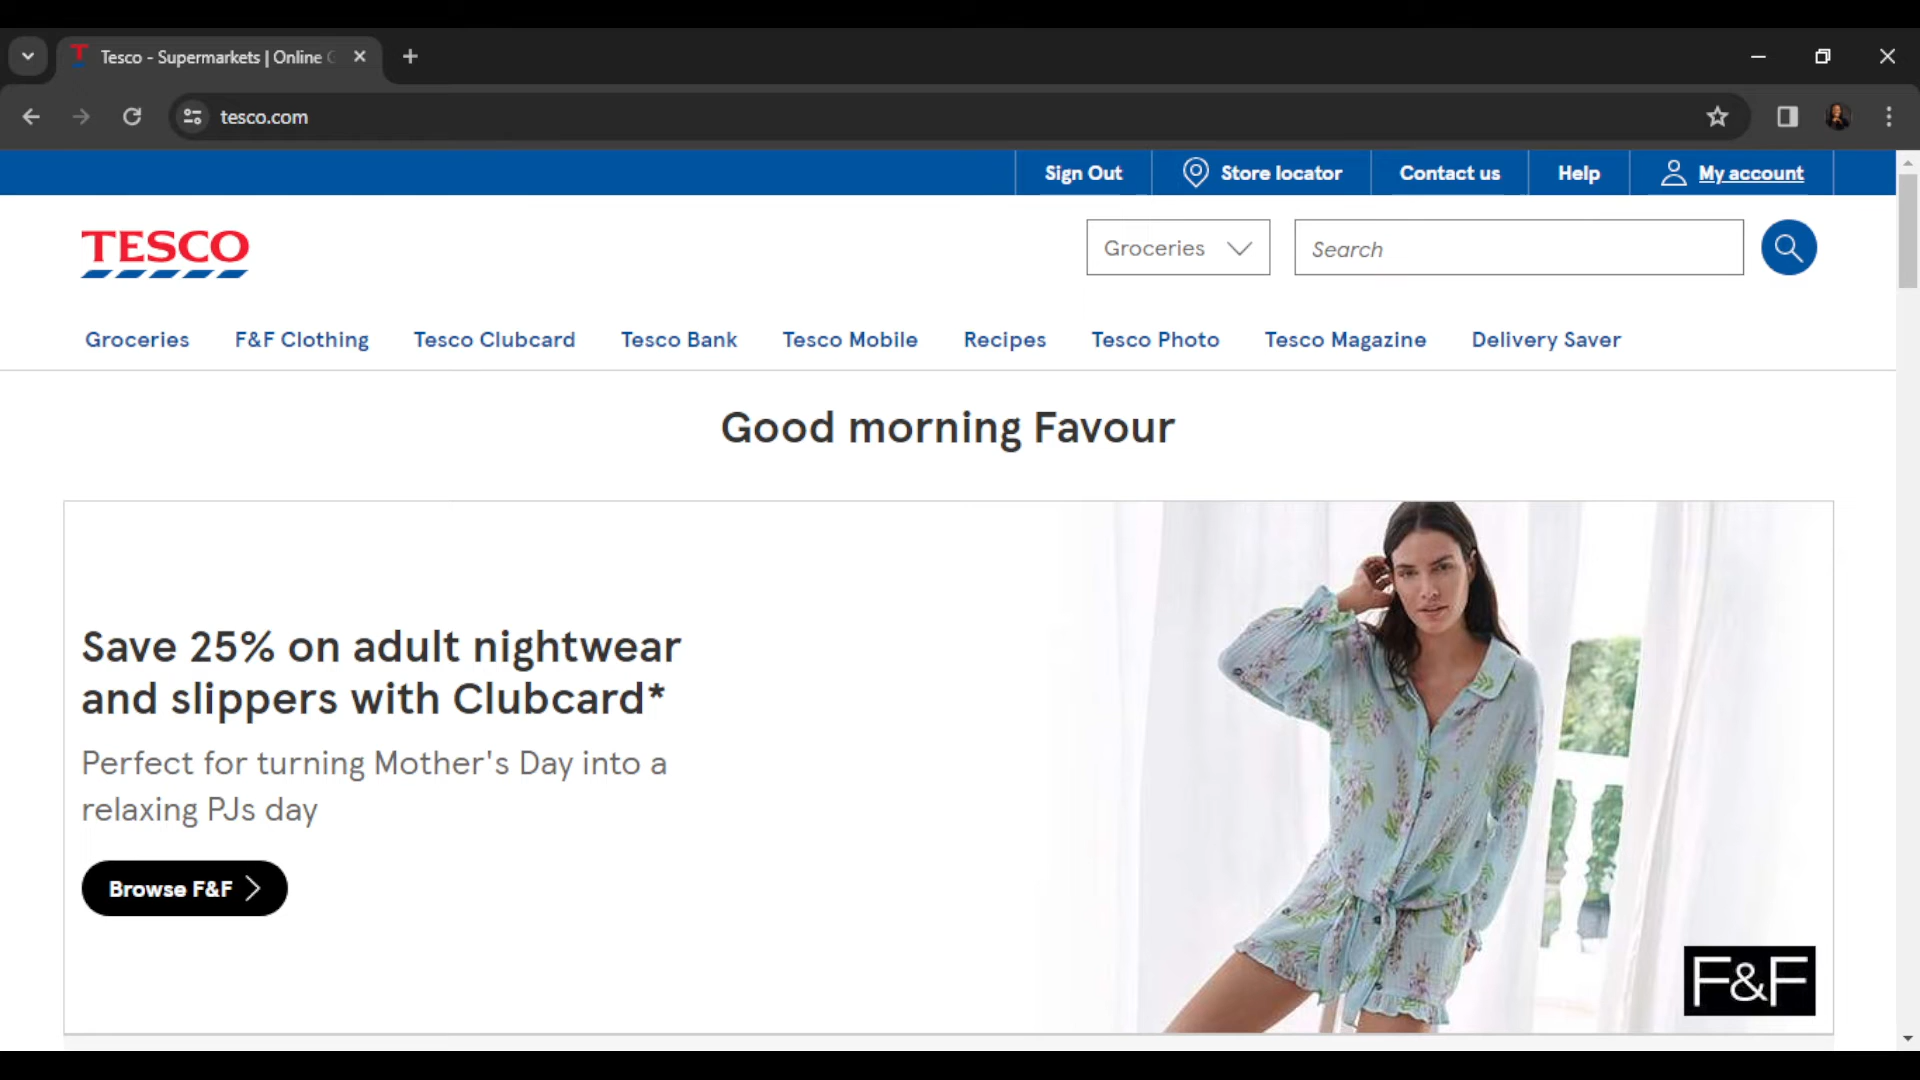 Tesco - Supermarkets | Online
tesco.com
Sign Out
Store locator
Contact us
Help
My account
TESCO
Groceries
Search
Groceries
F&F Clothing
Tesco Clubcard
Tesco Bank
Tesco Mobile
Recipes
Tesco Photo
Tesco Magazine
Delivery Saver
Good morning Favour
Save 25% on adult nightwear
and slippers with Clubcard*
Perfect for turning Mother's Day into a
relaxing PJs day
Browse F&F
F&F